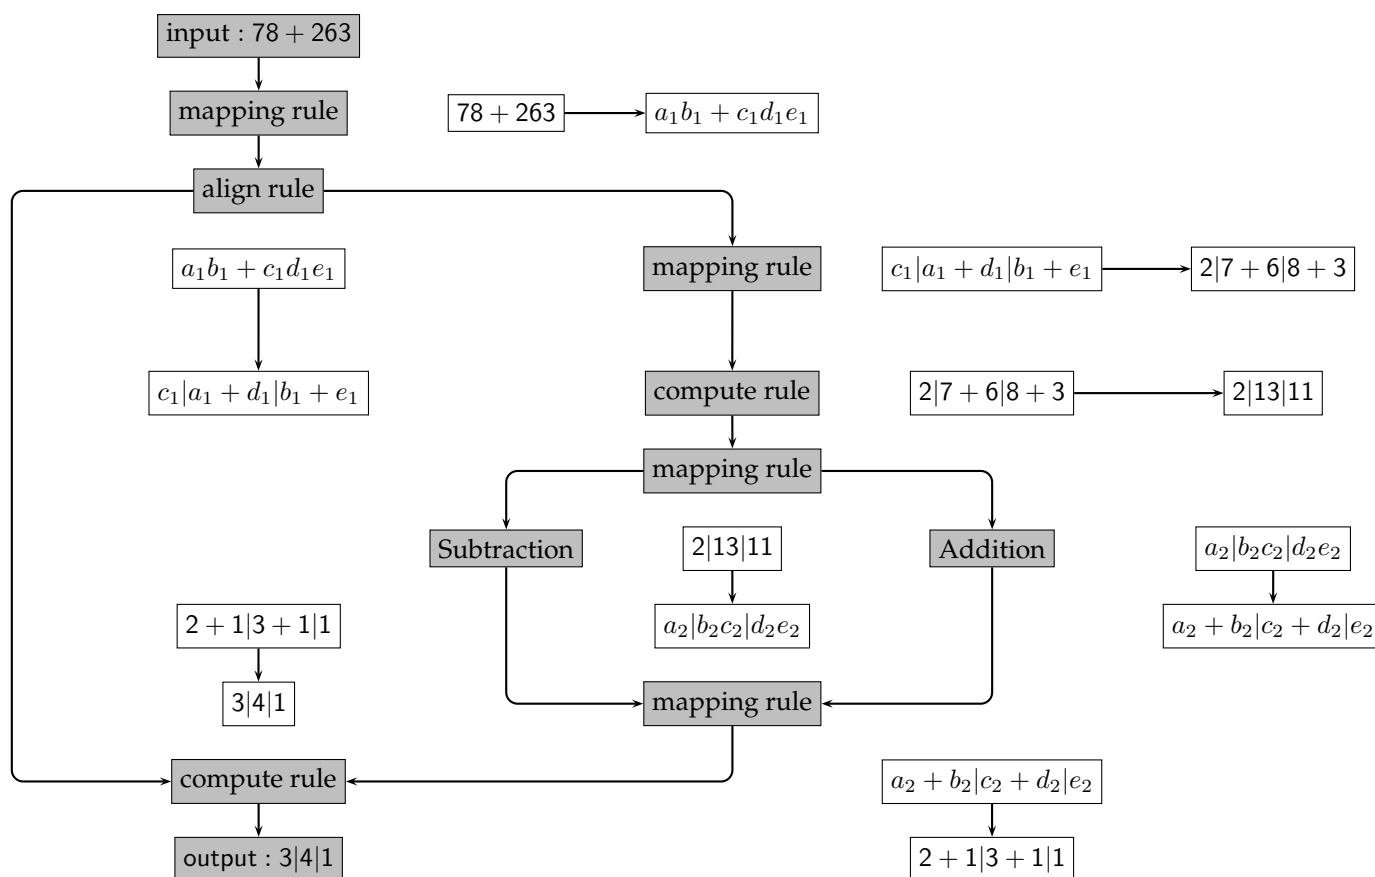 input : 78 + 263
mapping rule
78 + 263
a₁b₁ + c₁d₁e₁
align rule
a₁b₁ + c₁d₁e₁
mapping rule
c₁|a₁ + d₁|b₁ + e₁
2|7 + 6|8 + 3
c₁|a₁ + d₁|b₁ + e₁
compute rule
2|7 + 6|8 + 3
2|13|11
mapping rule
Subtraction
2|13|11
Addition
a₂|b₂c₂|d₂e₂
2 + 1|3 + 1|1
a₂|b₂c₂|d₂e₂
a₂ + b₂|c₂ + d₂|e₂
3|4|1
mapping rule
compute rule
a₂ + b₂|c₂ + d₂|e₂
output : 3|4|1
2 + 1|3 + 1|1